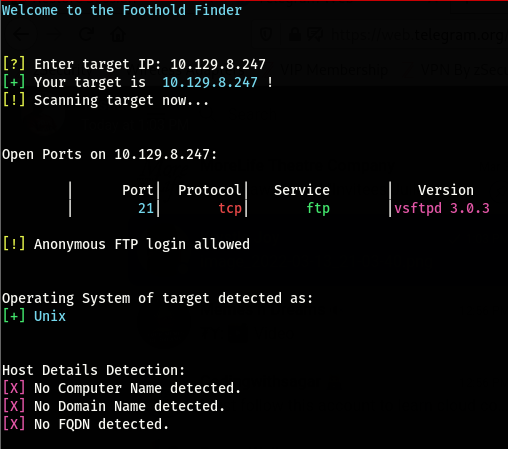 Welcome to the Foothold Finder
[?] Enter target IP: 10.129.8.247
[+] Your target is  10.129.8.247 !
[!] Scanning target now...
Open Ports on 10.129.8.247:
| Port| Protocol| Service | Version
| 21| tcp| ftp |vsftpd 3.0.3
[!] Anonymous FTP login allowed
Operating System of target detected as:
[+] Unix
Host Details Detection:
[X] No Computer Name detected.
[X] No Domain Name detected.
[X] No FQDN detected.